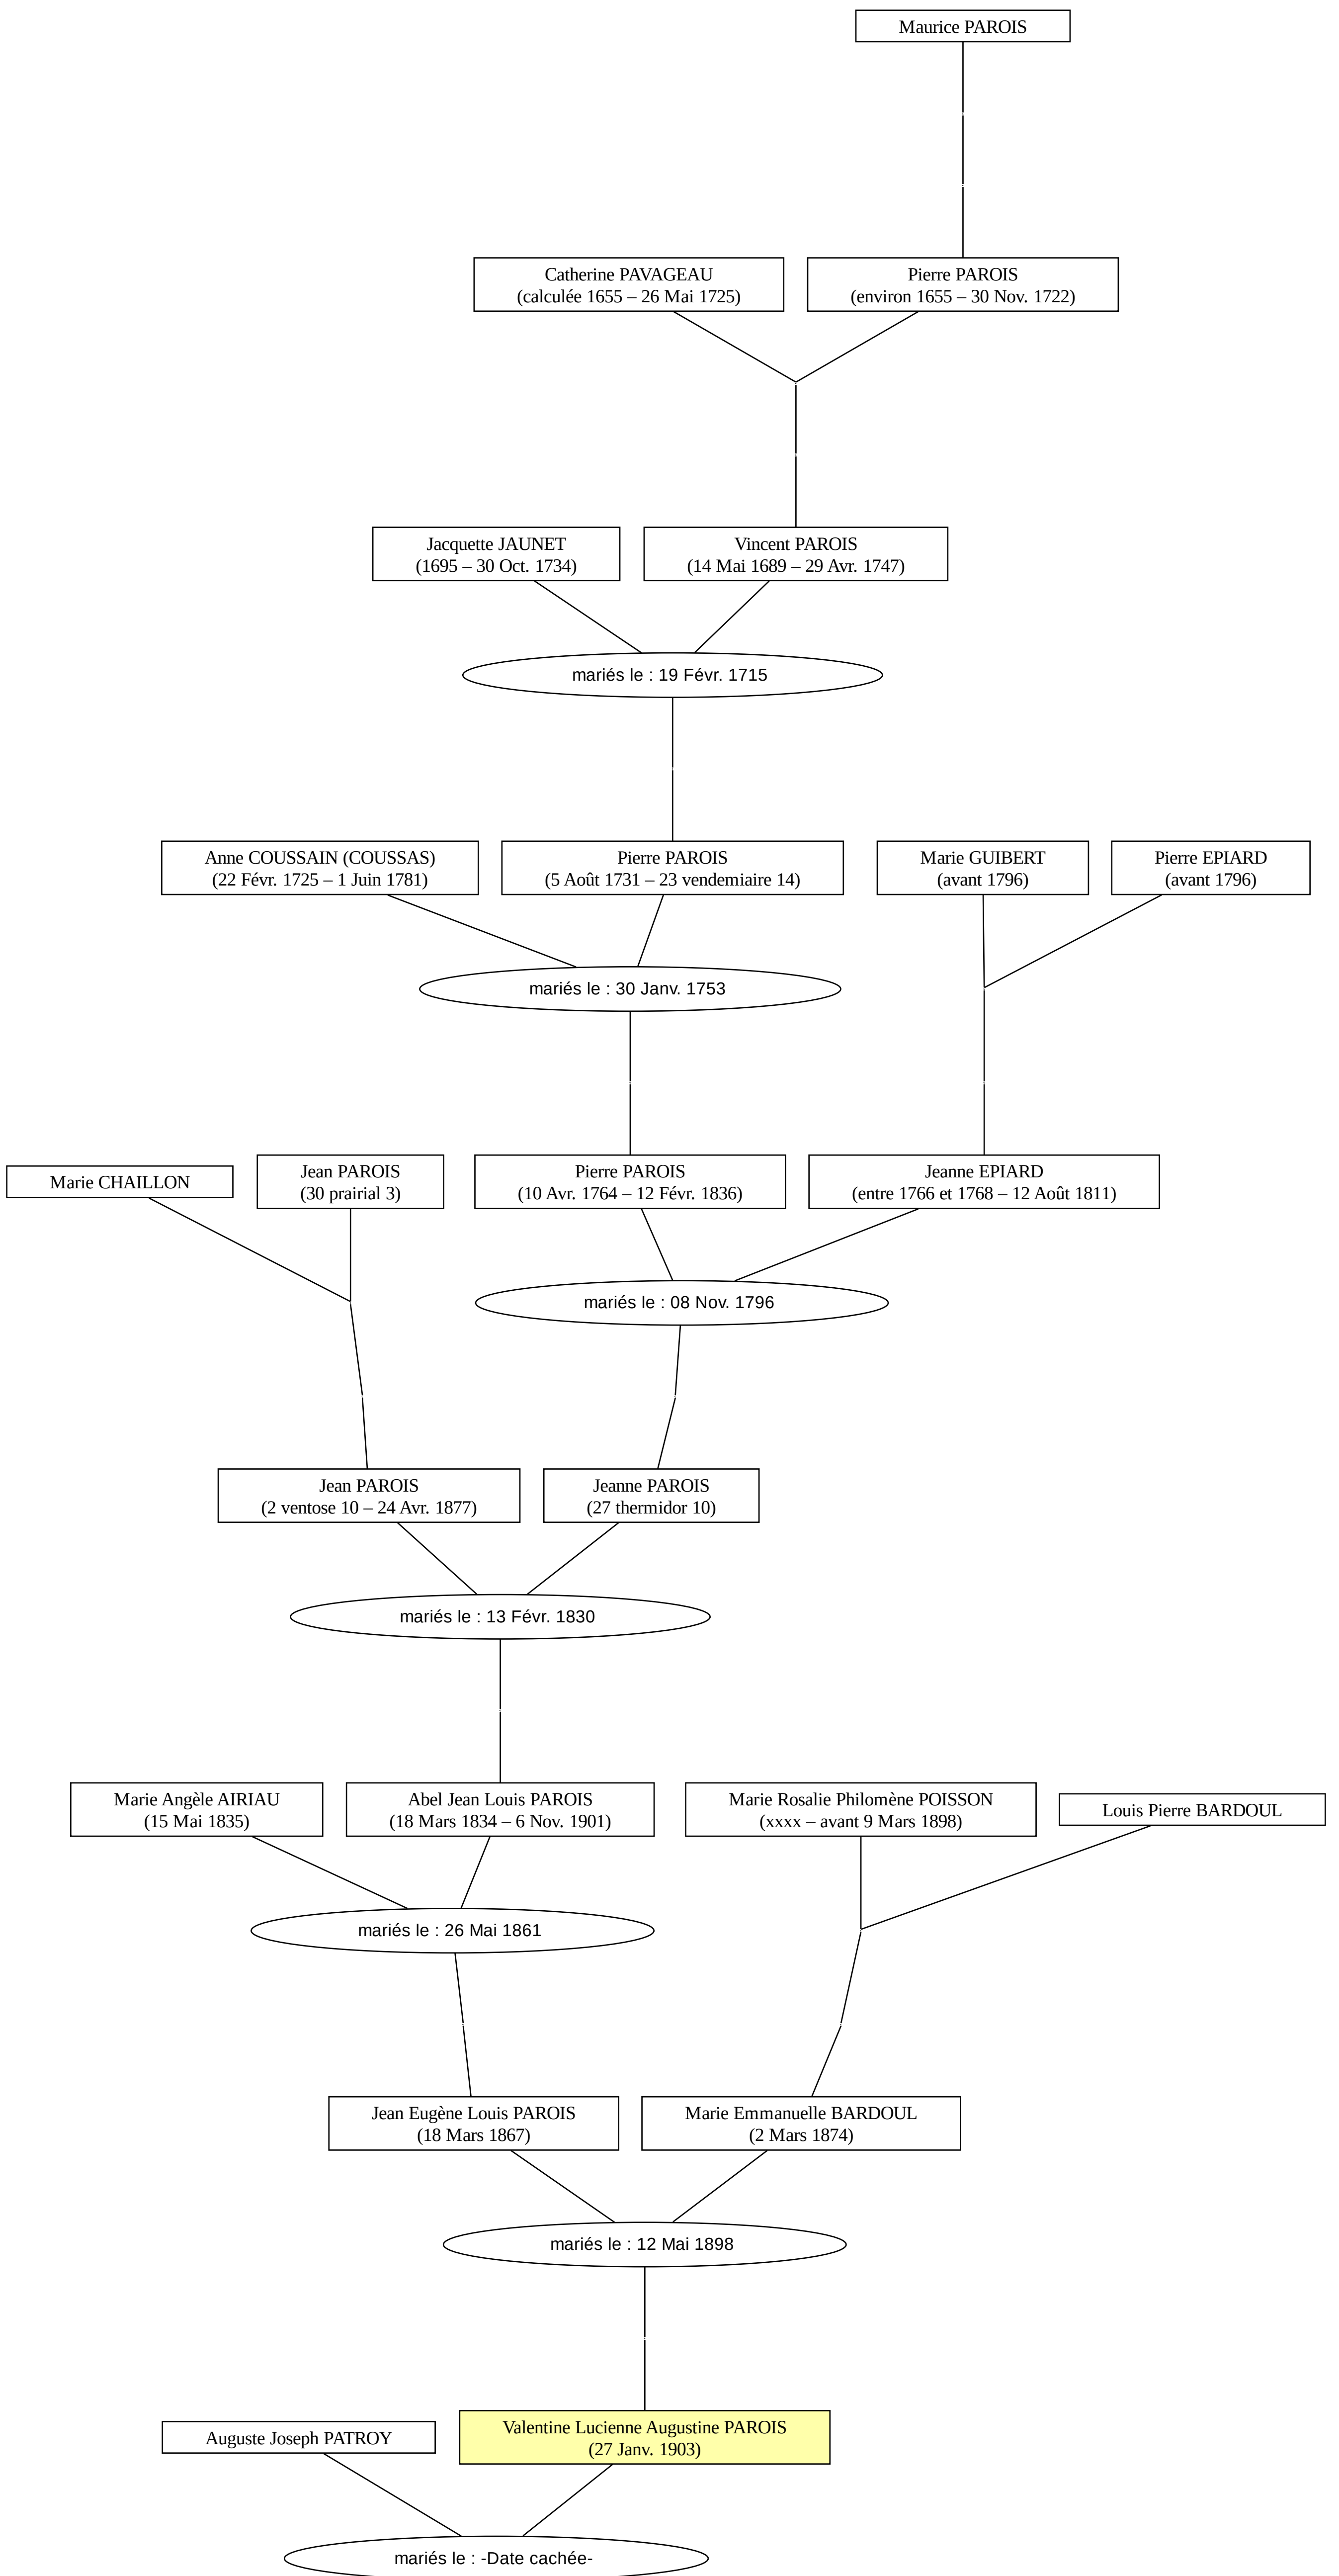 Maurice PAROIS
Catherine PAVAGEAU
(calculée 1655 – 26 Mai 1725)
Pierre PAROIS
(environ 1655 – 30 Nov. 1722)
Jacquette JAUNET
(1695 – 30 Oct. 1734)
Vincent PAROIS
(14 Mai 1689 – 29 Avr. 1747)
mariés le : 19 Févr. 1715
Anne COUSSAIN (COUSSAS)
(22 Févr. 1725 – 1 Juin 1781)
Pierre PAROIS
(5 Août 1731 – 23 vendemiaire 14)
Marie GUIBERT
(avant 1796)
Pierre EPIARD
(avant 1796)
mariés le : 30 Janv. 1753
Marie CHAILLON
Jean PAROIS
(30 prairial 3)
Pierre PAROIS
(10 Avr. 1764 – 12 Févr. 1836)
Jeanne EPIARD
(entre 1766 et 1768 – 12 Août 1811)
mariés le : 08 Nov. 1796
Jean PAROIS
(2 ventose 10 – 24 Avr. 1877)
Jeanne PAROIS
(27 thermidor 10)
mariés le : 13 Févr. 1830
Marie Angèle AIRIAU
(15 Mai 1835)
Abel Jean Louis PAROIS
(18 Mars 1834 – 6 Nov. 1901)
Marie Rosalie Philomène POISSON
(xxxx – avant 9 Mars 1898)
Louis Pierre BARDOUL
mariés le : 26 Mai 1861
Jean Eugène Louis PAROIS
(18 Mars 1867)
Marie Emmanuelle BARDOUL
(2 Mars 1874)
mariés le : 12 Mai 1898
Auguste Joseph PATROY
Valentine Lucienne Augustine PAROIS
(27 Janv. 1903)
mariés le : -Date cachée-